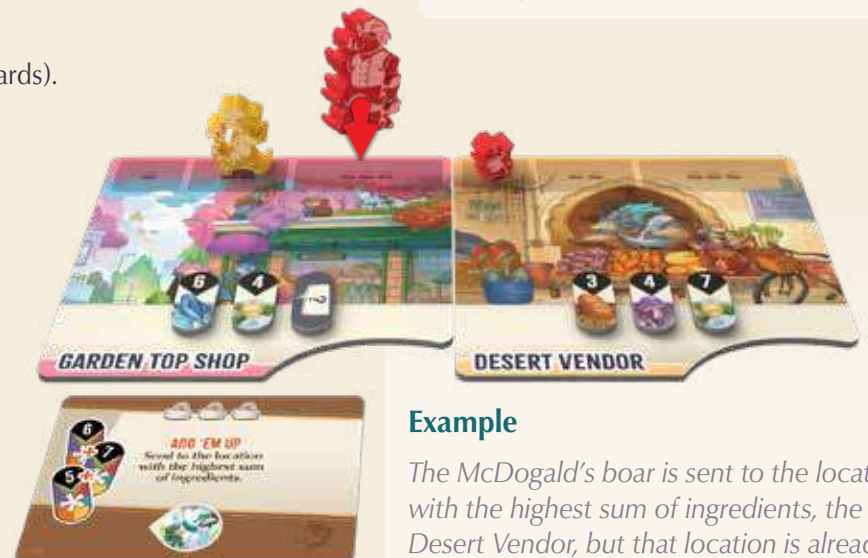 ards).
6 4 ?
3 4 7
GARDEN TOP SHOP
DESERT VENDOR
6
7
5
ADD 'EM UP
Send to the location
with the highest sum
of ingredients.
Example
The McDogald's boar is sent to the locat
with the highest sum of ingredients, the
Desert Vendor, but that location is alread